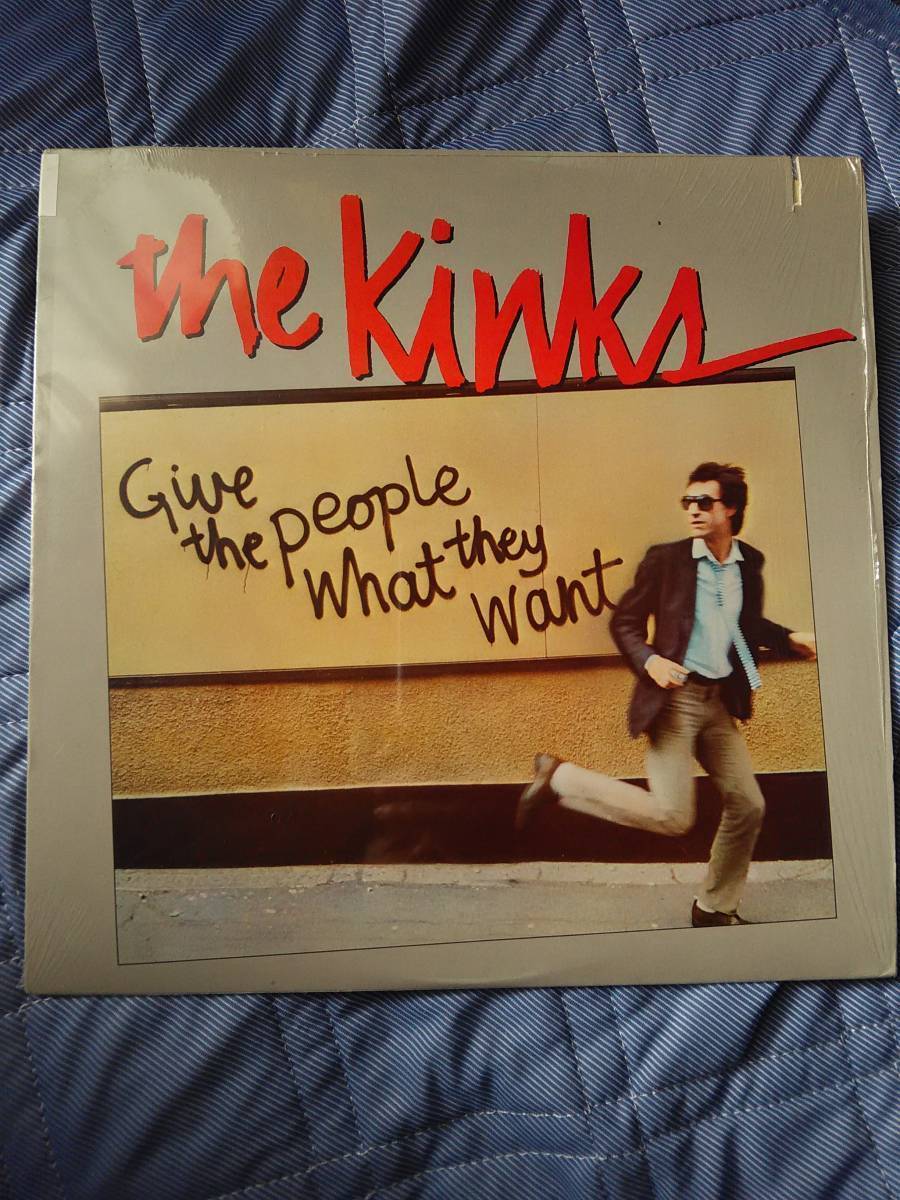 the kinks
Give
the people
What they
want